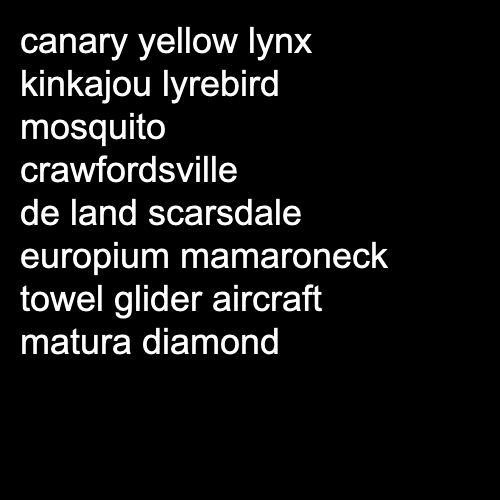 canary yellow lynx
kinkajou lyrebird
mosquito
crawfordsville
de land scarsdale
europium mamaroneck
towel glider aircraft
matura diamond